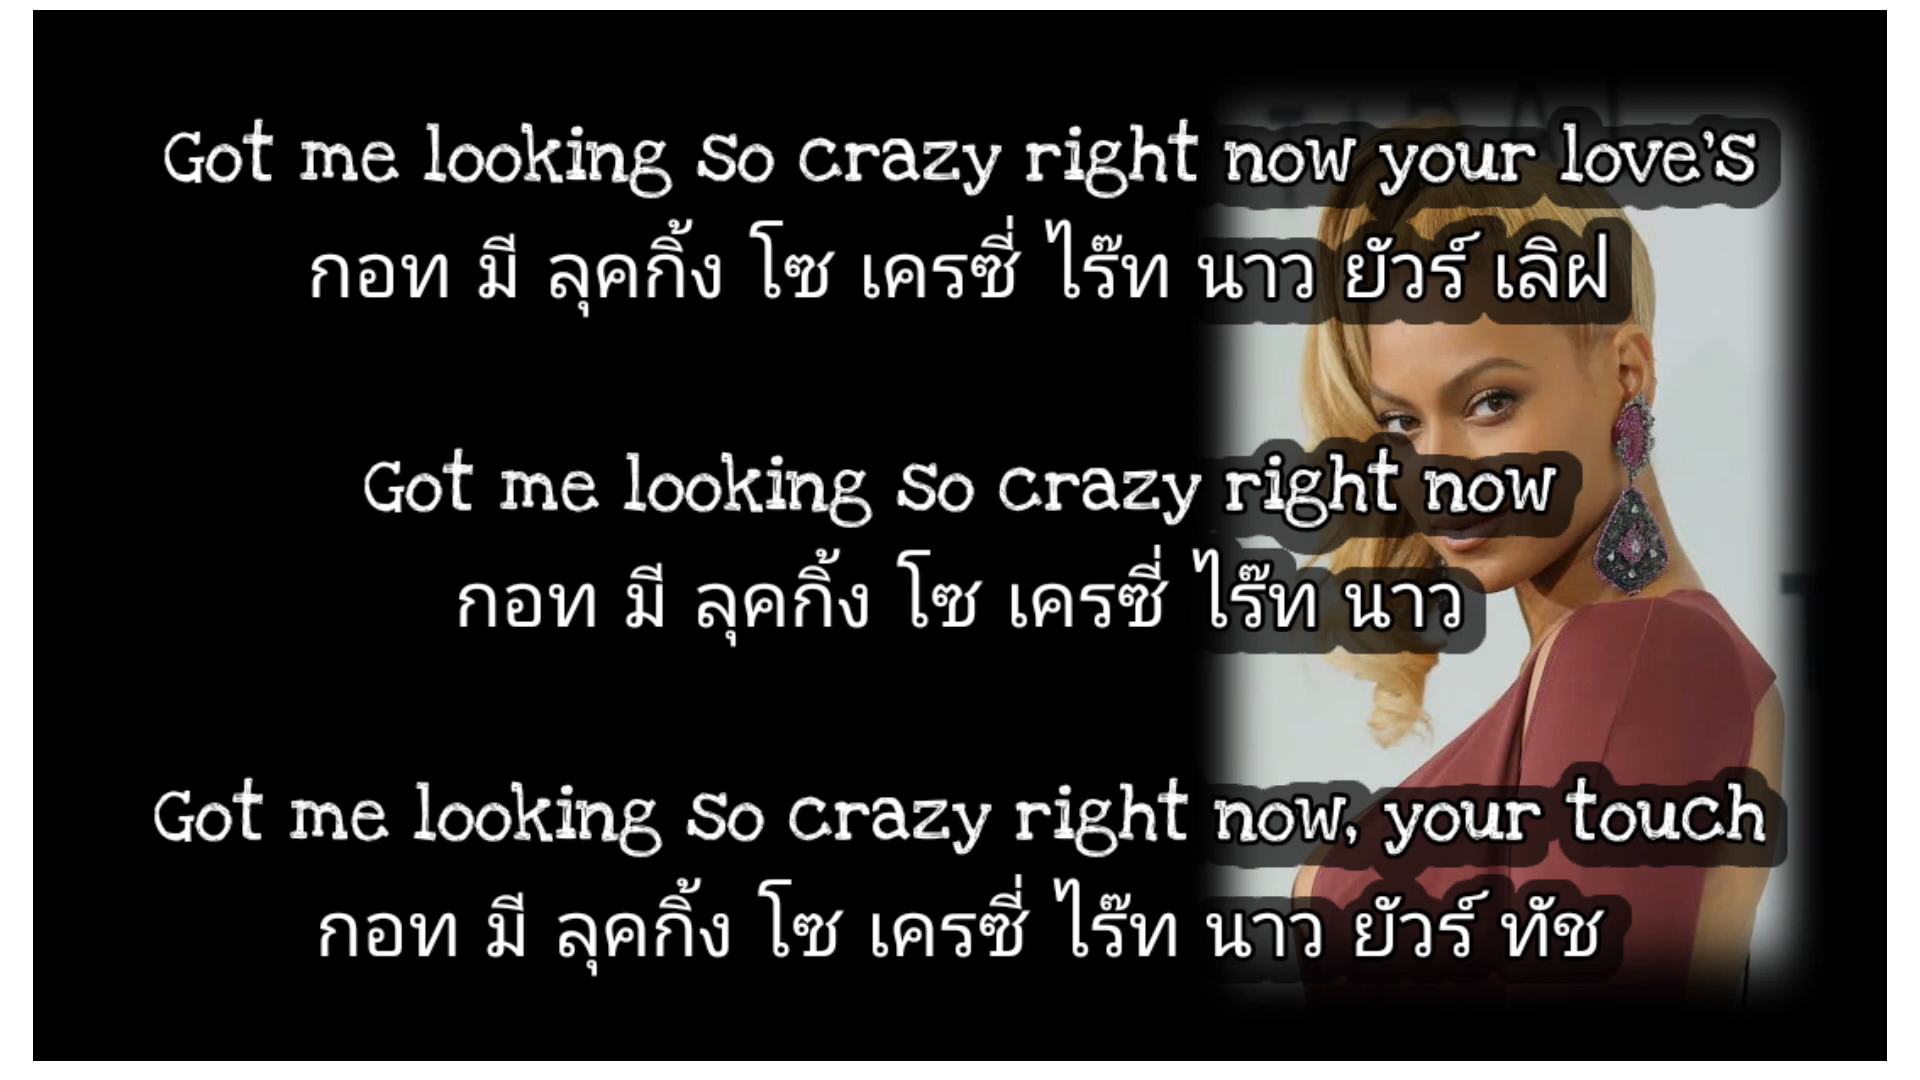 Got me looking so crazy right now your love's
กอท มี ลุคกิ้ง โซ เครซี่ ไร๊ท นาว ยัวร์ เลิฝ
Got me looking so crazy right now
กอท มี ลุคกิ้ง โซ เครซี่ ไร๊ท นาว
Got me looking so crazy right now, your touch
กอท มี ลุคกิ้ง โซ เครซี่ ไร๊ท นาว ยัวร์ ทัช